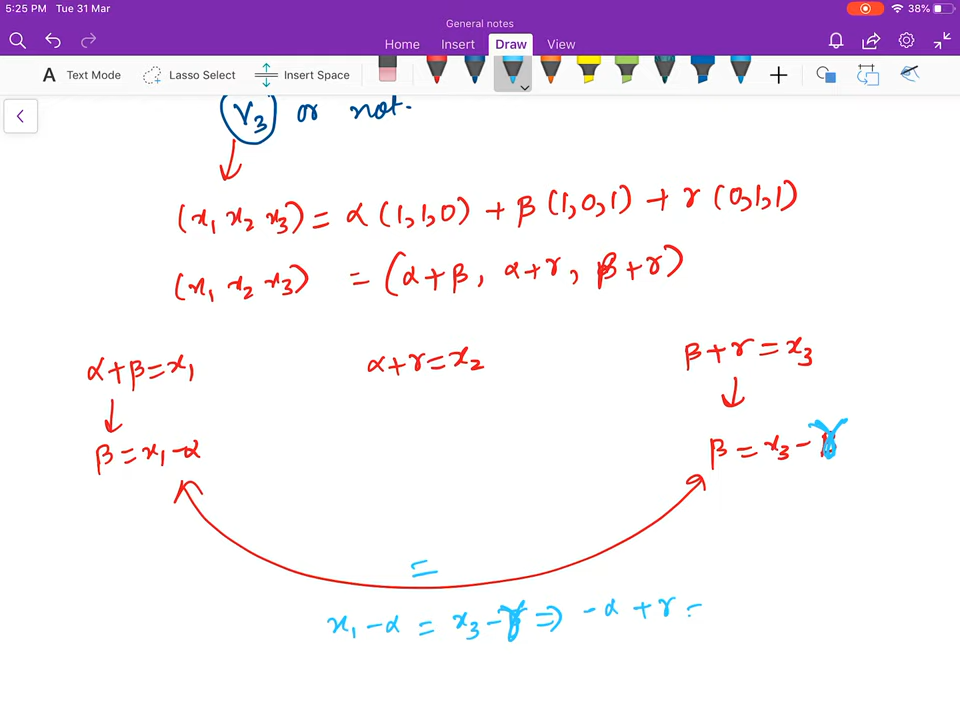 5:25 PM Tue 31 Mar
38%
General notes
Home Insert Draw View
A Text Mode Lasso Select Insert Space
(V₃) or not.
(x₁ x₂ x₃) = α (1,1,0) + β (1,0,1) + γ (0,1,1)
(x₁ x₂ x₃) = (α+β, α+γ, β+γ)
α+β=x₁ α+γ=x₂ β+γ=x₃
β=x₁-α β=x₃-γ
=
x₁-α = x₃-γ ⇒ -α+γ =